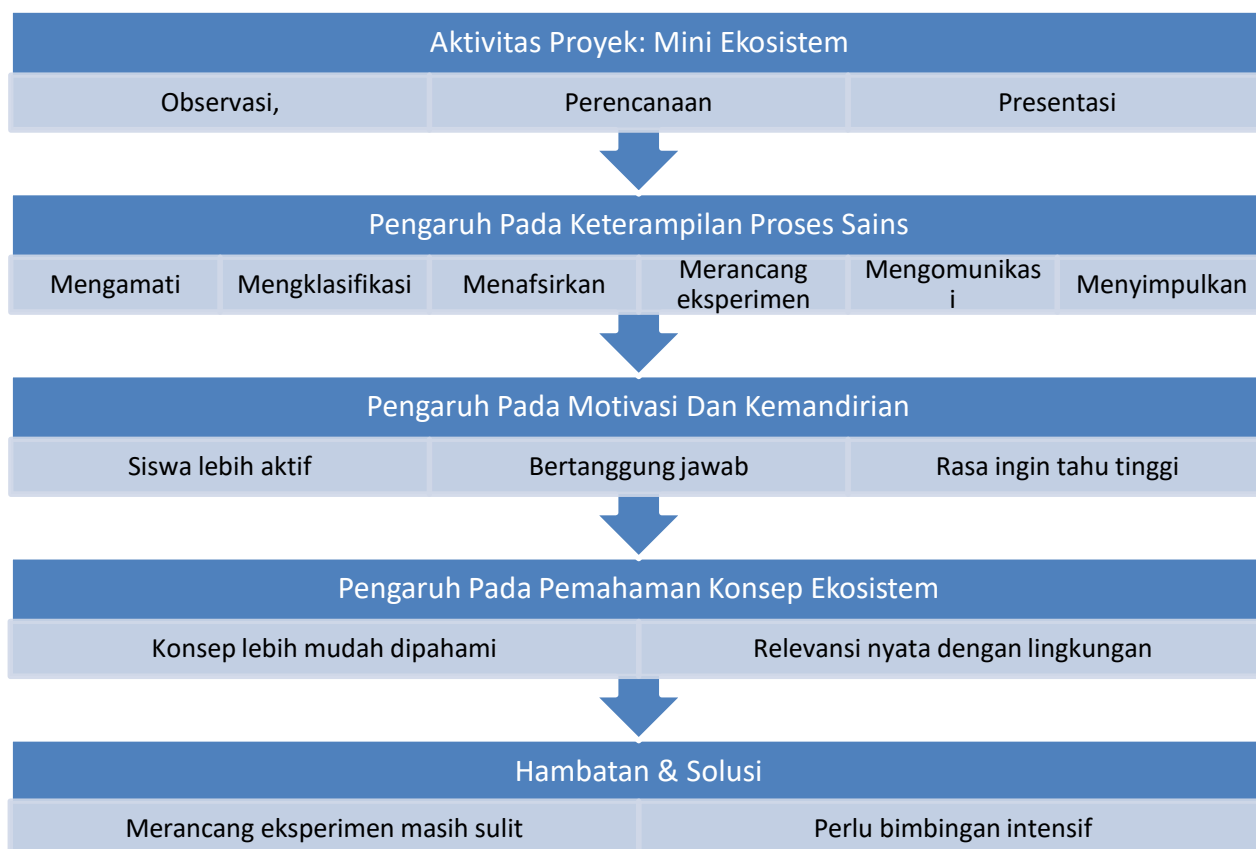 Aktivitas Proyek: Mini Ekosistem
Observasi,
Perencanaan
Presentasi
Pengaruh Pada Keterampilan Proses Sains
Mengamati
Mengklasifikasi
Menafsirkan
Merancang
eksperimen
Mengomunikas
i
Menyimpulkan
Pengaruh Pada Motivasi Dan Kemandirian
Siswa lebih aktif
Bertanggung jawab
Rasa ingin tahu tinggi
Pengaruh Pada Pemahaman Konsep Ekosistem
Konsep lebih mudah dipahami
Relevansi nyata dengan lingkungan
Hambatan & Solusi
Merancang eksperimen masih sulit
Perlu bimbingan intensif